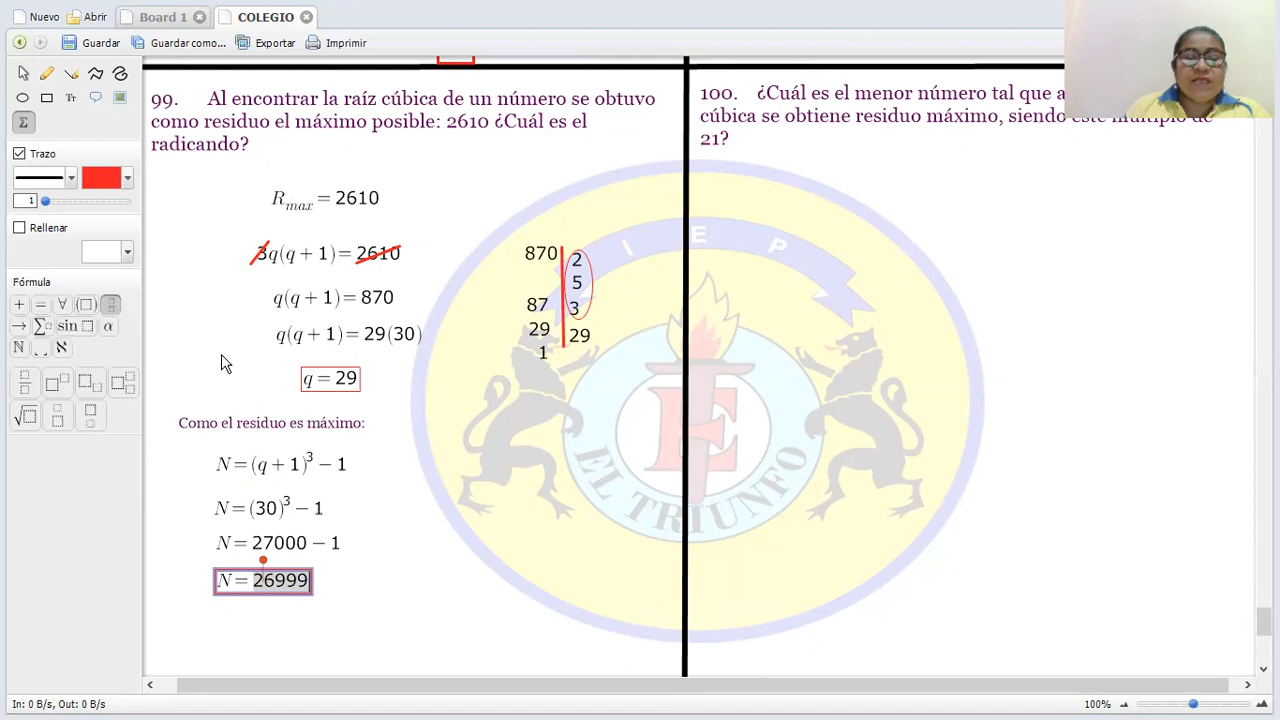 Nuevo Abrir Board 1 COLEGIO
Guardar Guardar como... Exportar Imprimir
Trazo
1
Rellenar
Fórmula
sin α
99. Al encontrar la raíz cúbica de un número se obtuvo
como residuo el máximo posible: 2610 ¿Cuál es el
radicando?
R_max = 2610
3q(q + 1) = 2610
q(q + 1) = 870
q(q + 1) = 29(30)
q = 29
870 2
5
87 3
29 29
1
Como el residuo es máximo:
N = (q + 1)³ − 1
N = (30)³ − 1
N = 27000 − 1
N = 26999
100. ¿Cuál es el menor número tal que a
cúbica se obtiene residuo máximo, siendo este múltiplo de
21?
I E P
EL TRIUNFO
In: 0 B/s, Out: 0 B/s
100%